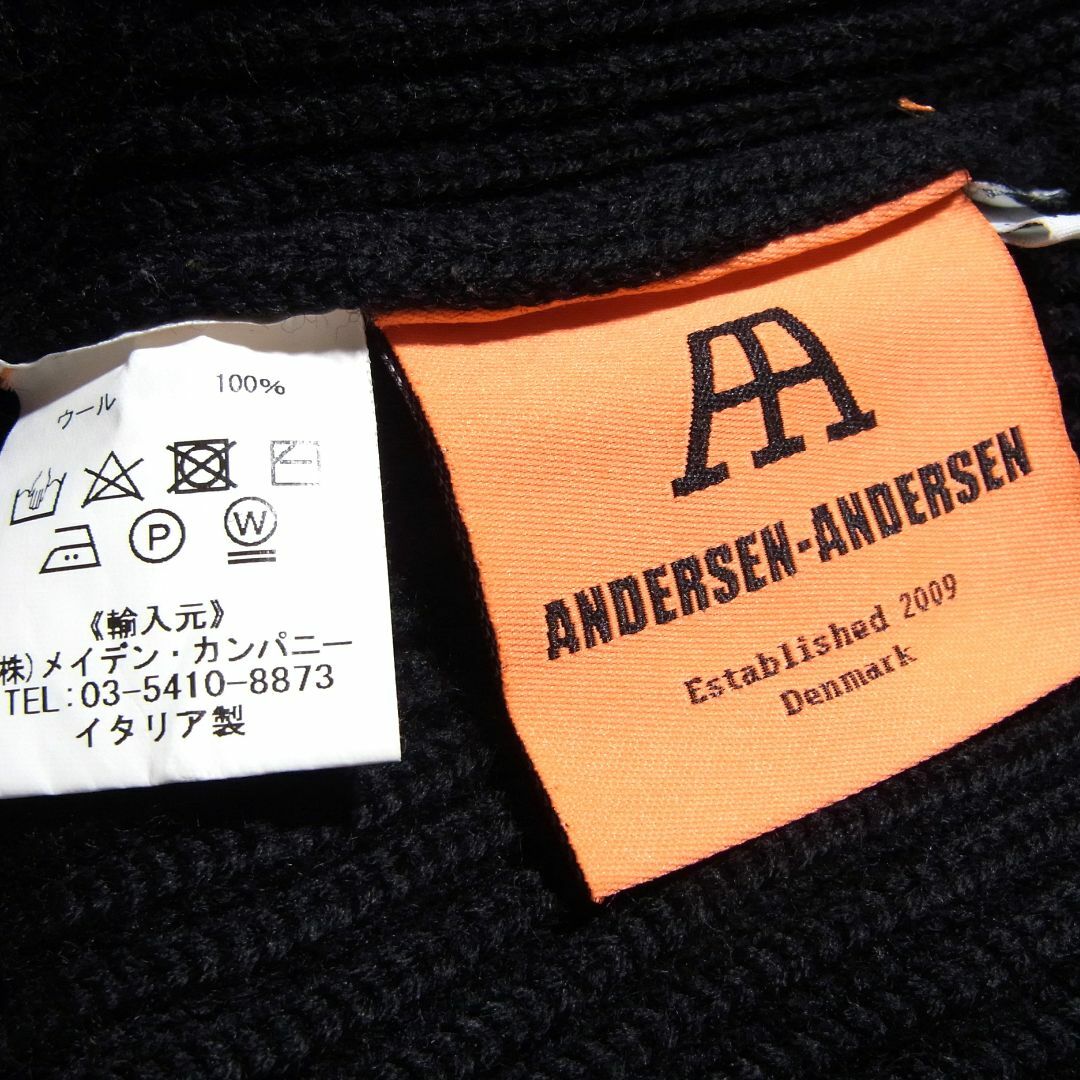 ウール 100%
P W
《輸入元》
株)メイデン・カンパニー
TEL:03-5410-8873
イタリア製
A
ANDERSEN-ANDERSEN
Established 2009
Denmark